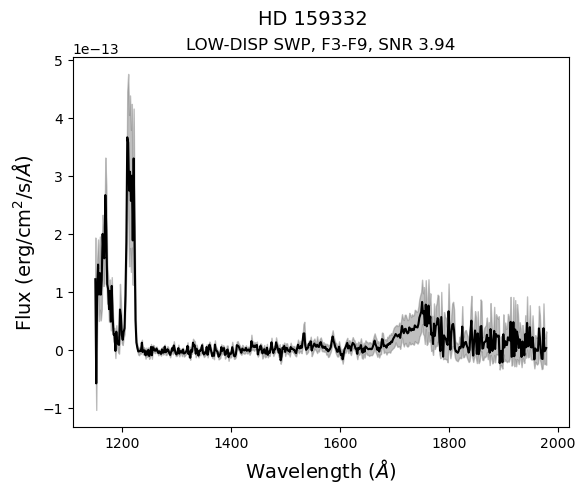 HD 159332
LOW-DISP SWP, F3-F9, SNR 3.94
1e−13
5
4
3
2
1
0
−1
Flux (erg/cm²/s/Å)
1200 1400 1600 1800 2000
Wavelength (Å)